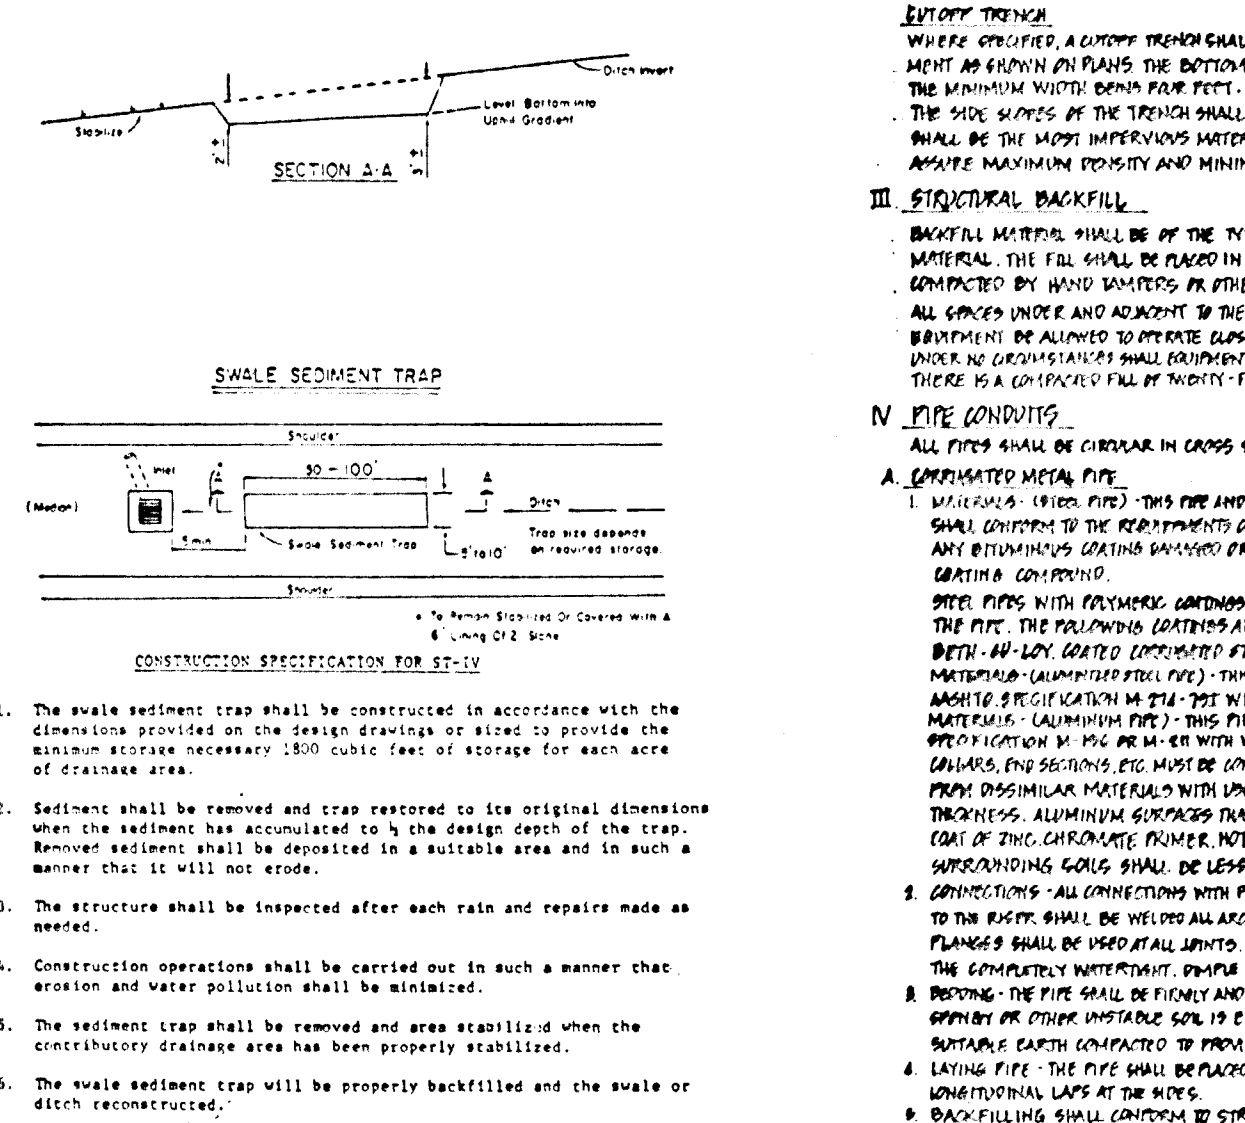 Ditch Invert
Level Bottom into
Uphill Gradient
Stabilize
2' ±
5' ±
SECTION A-A
SWALE SEDIMENT TRAP
Shoulder
Inlet
50 - 100'
A
A
(Median)
Ditch
5 min.
Swale Sediment Trap
5' to 10'
Trap size depends
on required storage.
Shoulder
* To Remain Stabilized Or Covered With A
6" Lining Of 2" Stone
CONSTRUCTION SPECIFICATION FOR ST-IV
1. The swale sediment trap shall be constructed in accordance with the
dimensions provided on the design drawings or sized to provide the
minimum storage necessary 1800 cubic feet of storage for each acre
of drainage area.
2. Sediment shall be removed and trap restored to its original dimensions
when the sediment has accumulated to ½ the design depth of the trap.
Removed sediment shall be deposited in a suitable area and in such a
manner that it will not erode.
3. The structure shall be inspected after each rain and repairs made as
needed.
4. Construction operations shall be carried out in such a manner that
erosion and water pollution shall be minimized.
5. The sediment trap shall be removed and area stabilized when the
contributory drainage area has been properly stabilized.
6. The swale sediment trap will be properly backfilled and the swale or
ditch reconstructed.
CUTOFF TRENCH
WHERE SPECIFIED, A CUTOFF TRENCH SHAL
MENT AS SHOWN ON PLANS. THE BOTTOM
THE MINIMUM WIDTH BEING FOUR FEET.
THE SIDE SLOPES OF THE TRENCH SHALL
SHALL BE THE MOST IMPERVIOUS MATER
ASSURE MAXIMUM DENSITY AND MINI
III. STRUCTURAL BACKFILL
BACKFILL MATERIAL SHALL BE OF THE TY
MATERIAL. THE FILL SHALL BE PLACED IN
COMPACTED BY HAND TAMPERS OR OTHE
ALL SPACES UNDER AND ADJACENT TO THE
EQUIPMENT BE ALLOWED TO OPERATE CLOS
UNDER NO CIRCUMSTANCES SHALL EQUIPMENT
THERE IS A COMPACTED FILL OF TWENTY-F
IV PIPE CONDUITS
ALL PIPES SHALL BE CIRCULAR IN CROSS S
A. CORRUGATED METAL PIPE
1. MATERIALS - (STEEL PIPE) - THIS PIPE AND
SHALL CONFORM TO THE REQUIREMENTS O
ANY BITUMINOUS COATING DAMAGED OR
COATING COMPOUND.
STEEL PIPES WITH POLYMERIC COATINGS
THE PIPE. THE FOLLOWING COATINGS A
BETH-CU-LOY, COATED CORRUGATED ST
MATERIALS - (ALUMINIZED STEEL PIPE) - THI
AASHTO SPECIFICATION M-274-79I WI
MATERIALS - (ALUMINUM PIPE) - THIS PI
SPECIFICATION M-196 OR M-211 WITH
COLLARS, END SECTIONS, ETC. MUST BE CO
FROM DISSIMILAR MATERIALS WITH
THICKNESS. ALUMINUM SURFACES THA
COAT OF ZINC CHROMATE PRIMER. HOT
SURROUNDING SOILS SHALL BE LESS
2. CONNECTIONS - ALL CONNECTIONS WITH P
TO THE RISER SHALL BE WELDED ALL ARO
FLANGES SHALL BE USED AT ALL JOINTS.
THE COMPLETELY WATERTIGHT. DIMPLE
3. BEDDING - THE PIPE SHALL BE FIRMLY AND
SPONGY OR OTHER UNSTABLE SOIL IS E
SUITABLE EARTH COMPACTED TO PROV
4. LAYING PIPE - THE PIPE SHALL BE PLACED
LONGITUDINAL LAPS AT THE SIDES.
5. BACKFILLING SHALL CONFORM TO STR